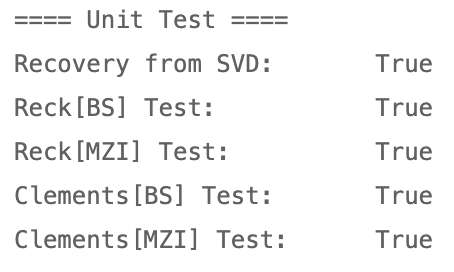 ==== Unit Test ====
Recovery from SVD:       True
Reck[BS] Test:           True
Reck[MZI] Test:          True
Clements[BS] Test:       True
Clements[MZI] Test:      True